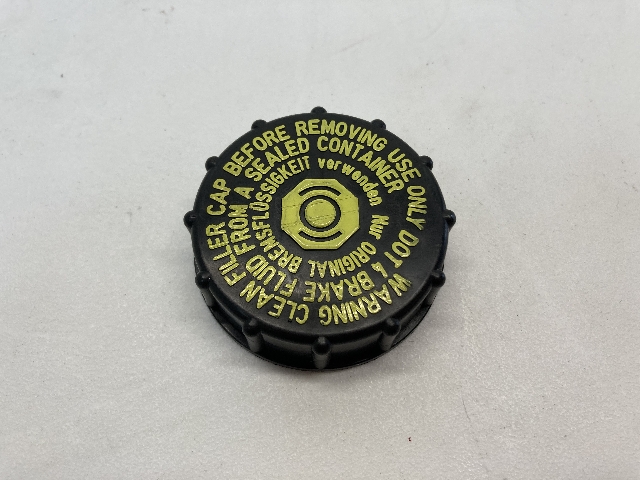 WARNING CLEAN FILLER CAP BEFORE REMOVING USE ONLY DOT 4 BRAKE FLUID FROM A SEALED CONTAINER
Nur ORIGINAL BREMSFLÜSSIGKEIT verwenden